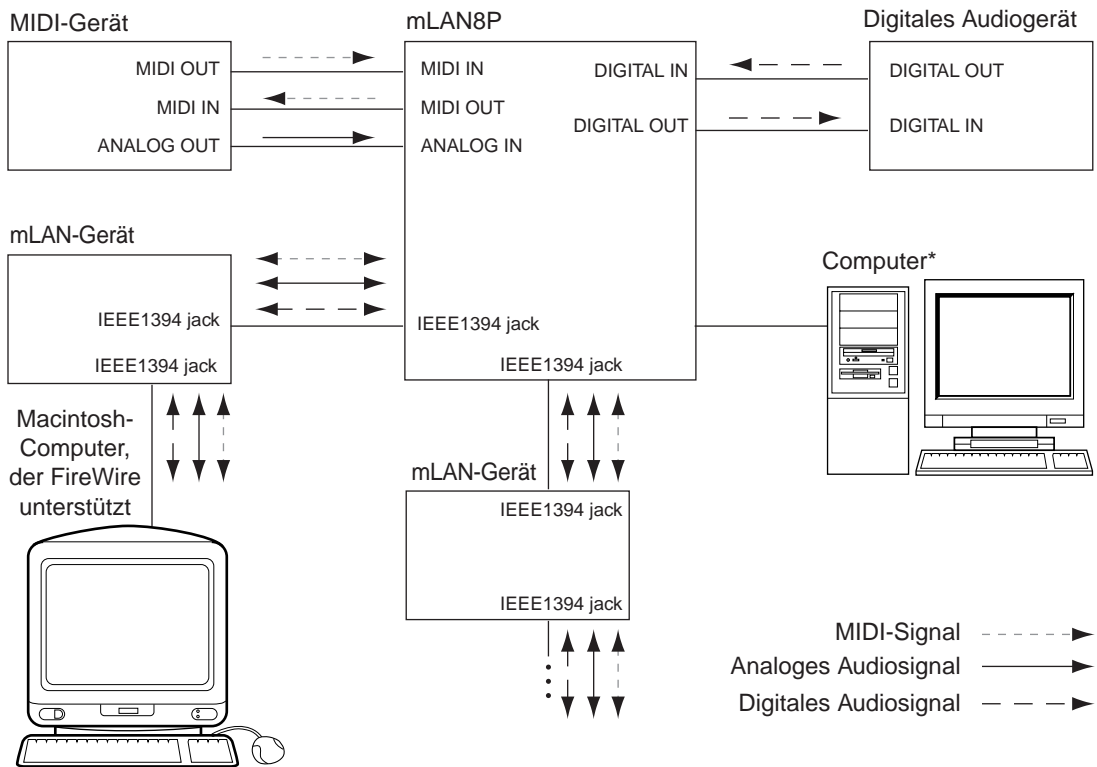 MIDI-Gerät
mLAN8P
Digitales Audiogerät
MIDI OUT
MIDI IN
ANALOG OUT
MIDI IN
MIDI OUT
ANALOG IN
DIGITAL IN
DIGITAL OUT
DIGITAL OUT
DIGITAL IN
mLAN-Gerät
IEEE1394 jack
IEEE1394 jack
IEEE1394 jack
IEEE1394 jack
Computer*
Macintosh-
Computer,
der FireWire
unterstützt
mLAN-Gerät
IEEE1394 jack
IEEE1394 jack
MIDI-Signal
Analoges Audiosignal
Digitales Audiosignal